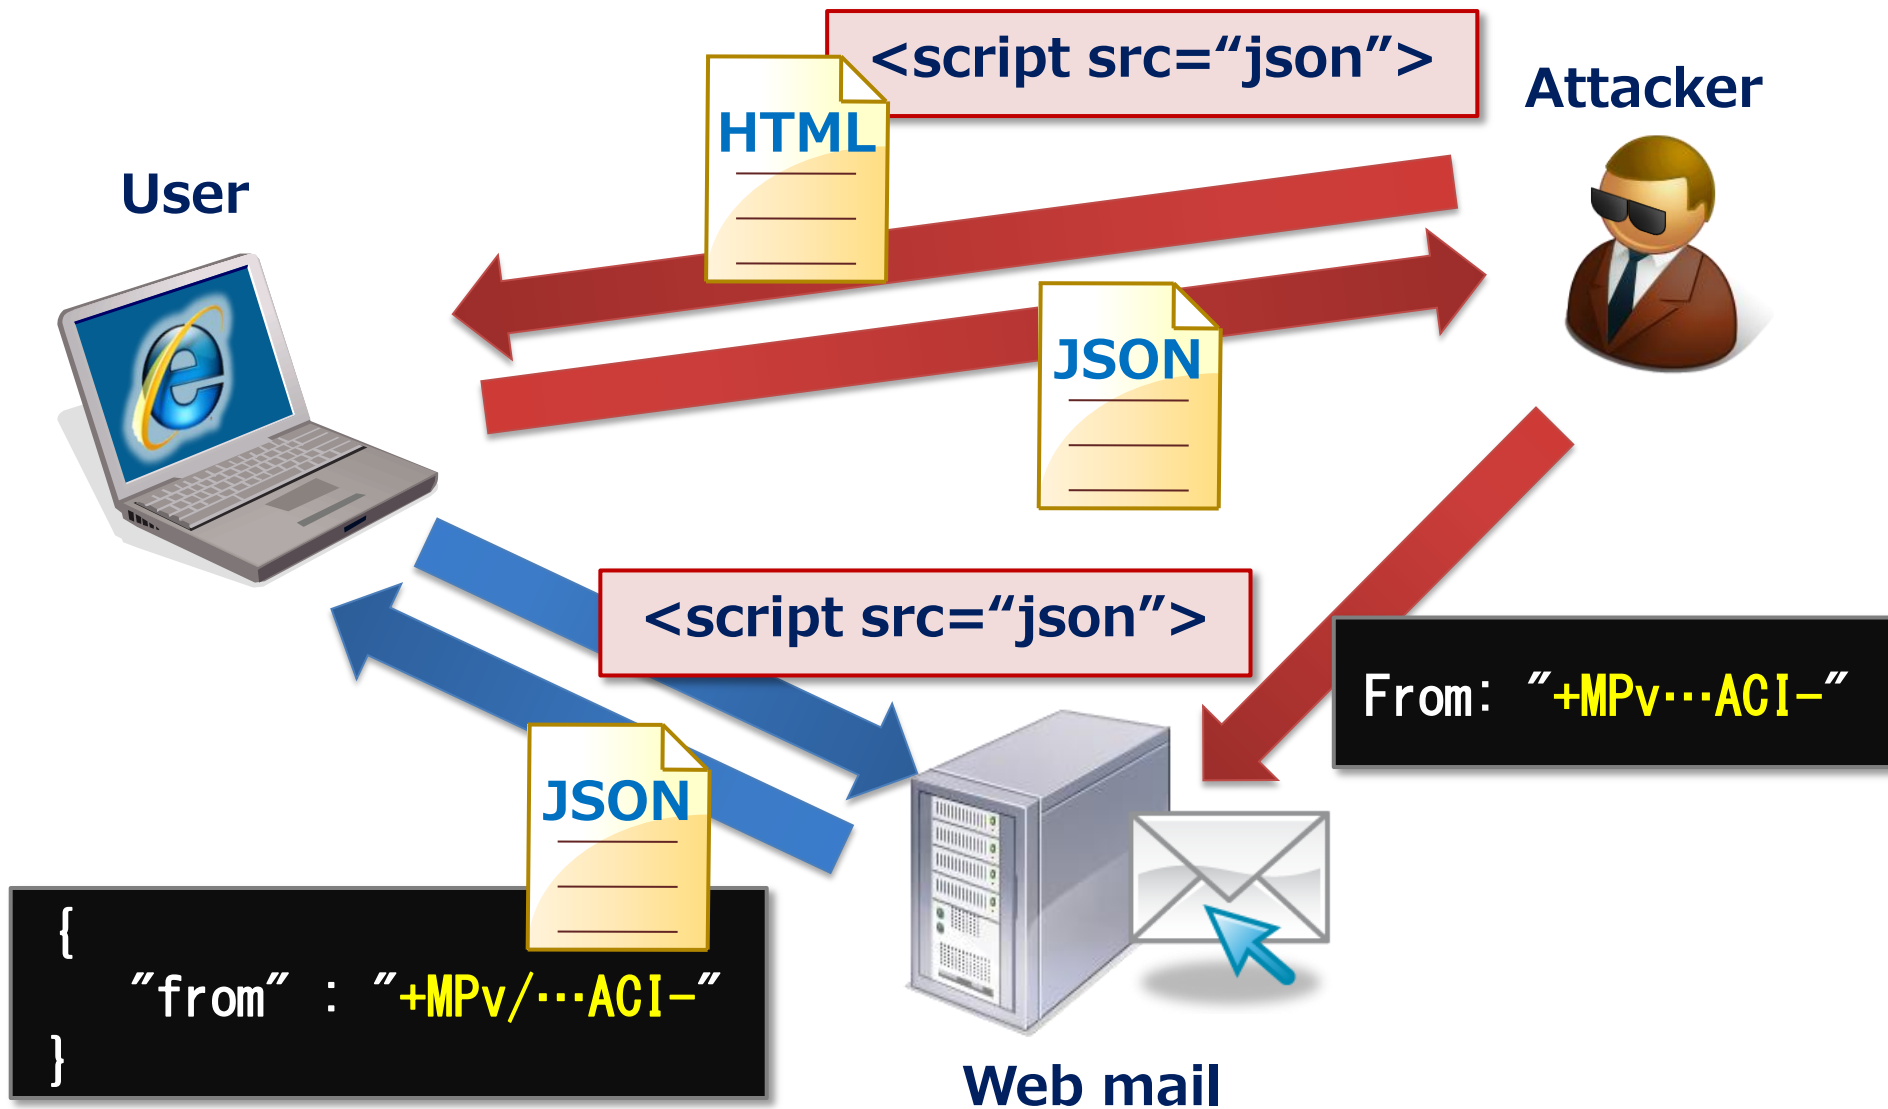 <script src=“json”>
Attacker
HTML
User
JSON
<script src=“json”>
From: ″+MPv…ACI-″
JSON
{
″from″ : ″+MPv/…ACI-″
}
Web mail